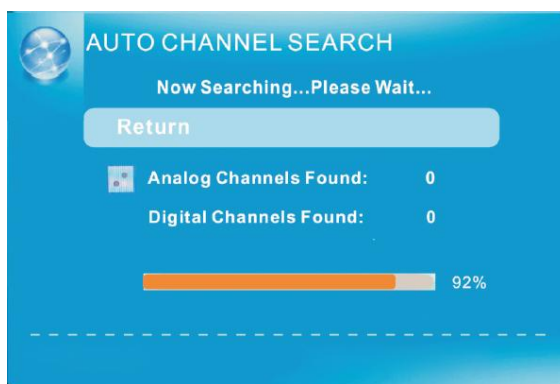 AUTO CHANNEL SEARCH
Now Searching...Please Wait...
Return
Analog Channels Found: 0
Digital Channels Found: 0
92%